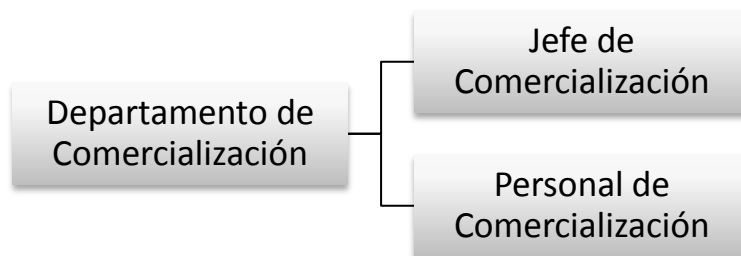 Departamento de
Comercialización
Jefe de
Comercialización
Personal de
Comercialización